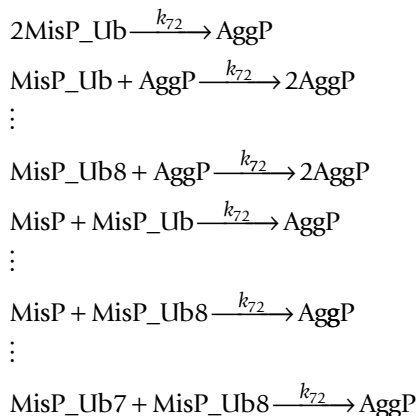 2MisP_Ub k72 → AggP
MisP_Ub + AggP k72 → 2AggP
⋮
MisP_Ub8 + AggP k72 → 2AggP
MisP + MisP_Ub k72 → AggP
⋮
MisP + MisP_Ub8 k72 → AggP
⋮
MisP_Ub7 + MisP_Ub8 k72 → AggP